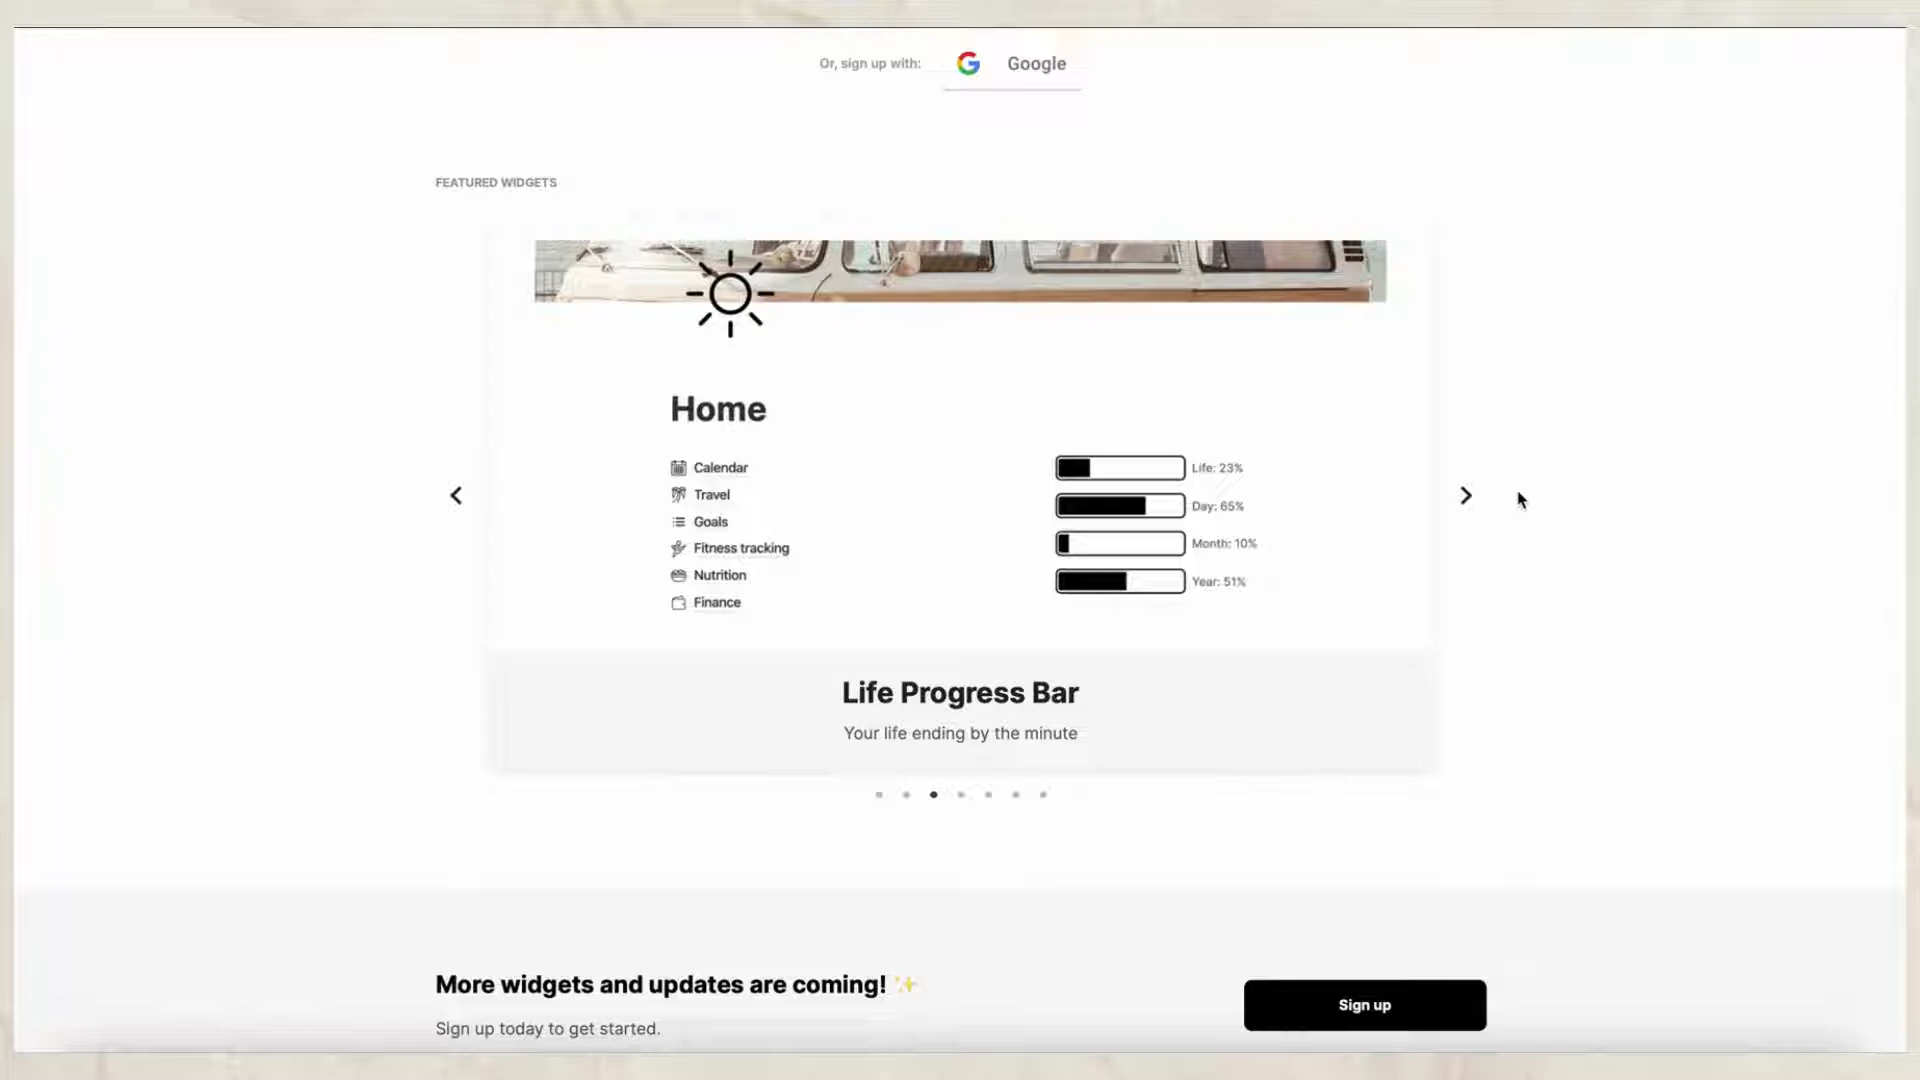 Or, sign up with: Google
FEATURED WIDGETS
Home
Calendar
Travel
Goals
Fitness tracking
Nutrition
Finance
Life: 23%
Day: 65%
Month: 10%
Year: 51%
Life Progress Bar
Your life ending by the minute
More widgets and updates are coming! ✨
Sign up today to get started.
Sign up